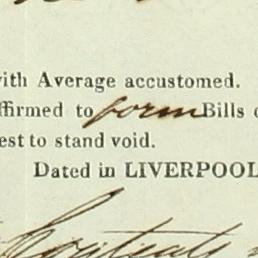 with Average accustomed.
ffirmed to form Bills o
est to stand void.
Dated in LIVERPOOL